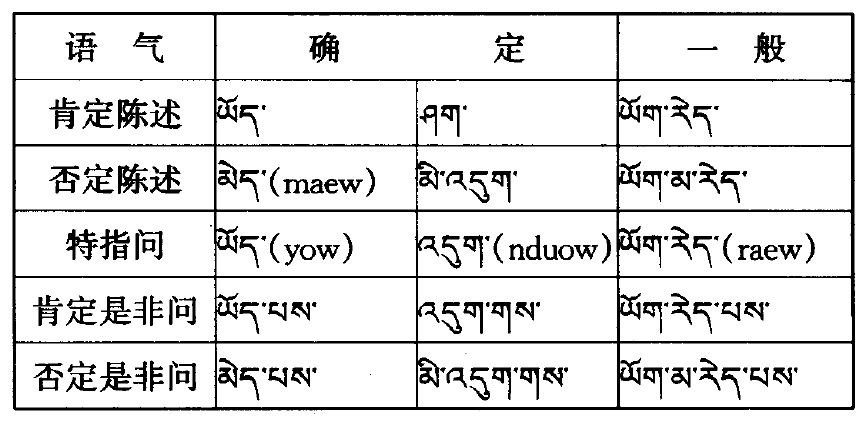 语 气 确 定 一 般
肯定陈述 ཡོད་ ཤག་ ཡོག་རེད་
否定陈述 མེད་(maew) མི་འདུག་ ཡོག་མ་རེད་
特指问 ཡོད་(yow) འདུག་(nduow) ཡོག་རེད་(raew)
肯定是非问 ཡོད་པས་ འདུག་གས་ ཡོག་རེད་པས་
否定是非问 མེད་པས་ མི་འདུག་གས་ ཡོག་མ་རེད་པས་